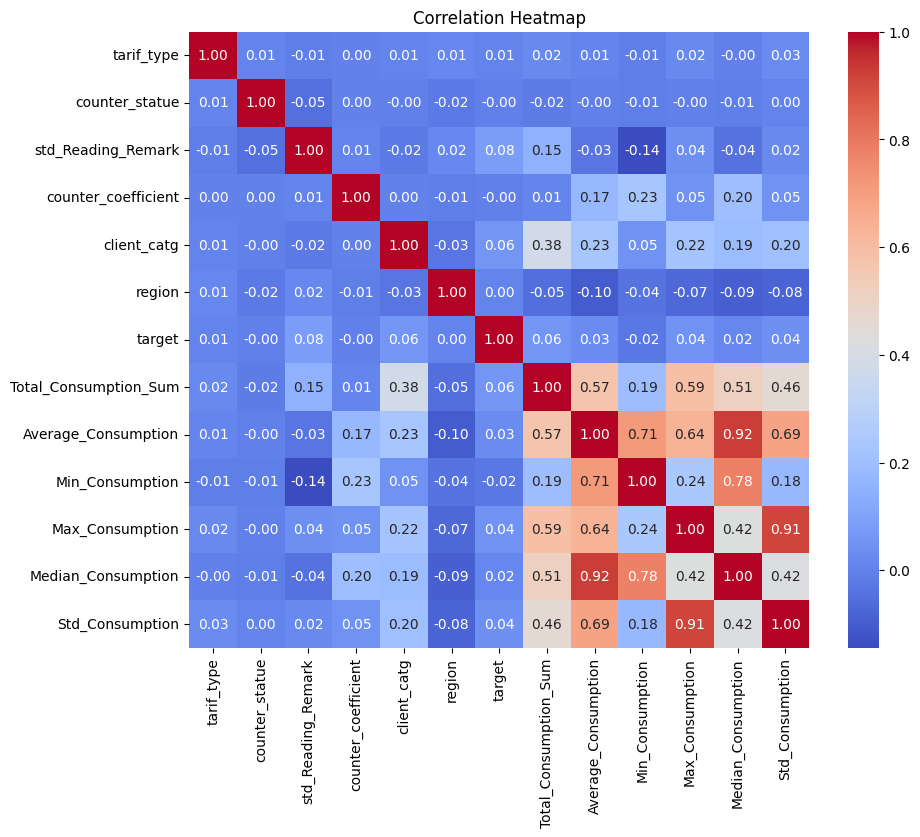 Correlation Heatmap
tarif_type 1.00 0.01 -0.01 0.00 0.01 0.01 0.01 0.02 0.01 -0.01 0.02 -0.00 0.03
counter_statue 0.01 1.00 -0.05 0.00 -0.00 -0.02 -0.00 -0.02 -0.00 -0.01 -0.00 -0.01 0.00
std_Reading_Remark -0.01 -0.05 1.00 0.01 -0.02 0.02 0.08 0.15 -0.03 -0.14 0.04 -0.04 0.02
counter_coefficient 0.00 0.00 0.01 1.00 0.00 -0.01 -0.00 0.01 0.17 0.23 0.05 0.20 0.05
client_catg 0.01 -0.00 -0.02 0.00 1.00 -0.03 0.06 0.38 0.23 0.05 0.22 0.19 0.20
region 0.01 -0.02 0.02 -0.01 -0.03 1.00 0.00 -0.05 -0.10 -0.04 -0.07 -0.09 -0.08
target 0.01 -0.00 0.08 -0.00 0.06 0.00 1.00 0.06 0.03 -0.02 0.04 0.02 0.04
Total_Consumption_Sum 0.02 -0.02 0.15 0.01 0.38 -0.05 0.06 1.00 0.57 0.19 0.59 0.51 0.46
Average_Consumption 0.01 -0.00 -0.03 0.17 0.23 -0.10 0.03 0.57 1.00 0.71 0.64 0.92 0.69
Min_Consumption -0.01 -0.01 -0.14 0.23 0.05 -0.04 -0.02 0.19 0.71 1.00 0.24 0.78 0.18
Max_Consumption 0.02 -0.00 0.04 0.05 0.22 -0.07 0.04 0.59 0.64 0.24 1.00 0.42 0.91
Median_Consumption -0.00 -0.01 -0.04 0.20 0.19 -0.09 0.02 0.51 0.92 0.78 0.42 1.00 0.42
Std_Consumption 0.03 0.00 0.02 0.05 0.20 -0.08 0.04 0.46 0.69 0.18 0.91 0.42 1.00
tarif_type
counter_statue
std_Reading_Remark
counter_coefficient
client_catg
region
target
Total_Consumption_Sum
Average_Consumption
Min_Consumption
Max_Consumption
Median_Consumption
Std_Consumption
1.0
0.8
0.6
0.4
0.2
0.0